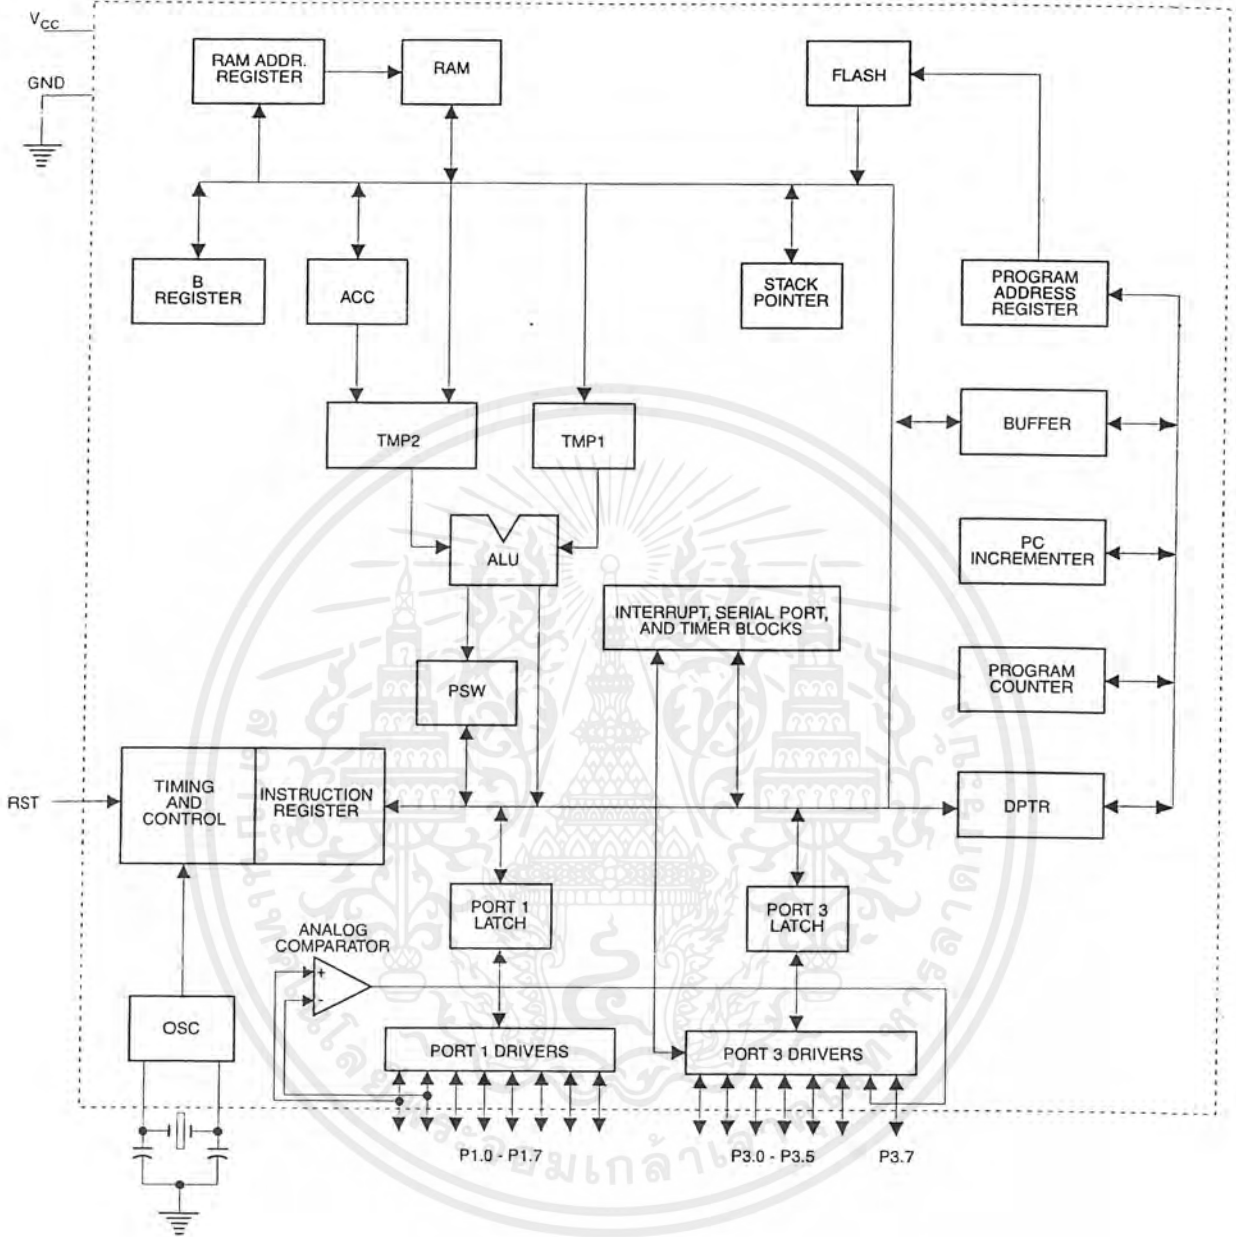 VCC
GND
RAM ADDR.
REGISTER
RAM
FLASH
B
REGISTER
ACC
STACK
POINTER
PROGRAM
ADDRESS
REGISTER
TMP2
TMP1
BUFFER
ALU
PC
INCREMENTER
INTERRUPT, SERIAL PORT,
AND TIMER BLOCKS
PSW
PROGRAM
COUNTER
RST
TIMING
AND
CONTROL
INSTRUCTION
REGISTER
DPTR
PORT 1
LATCH
PORT 3
LATCH
ANALOG
COMPARATOR
+
-
OSC
PORT 1 DRIVERS
PORT 3 DRIVERS
P1.0 - P1.7
P3.0 - P3.5
P3.7